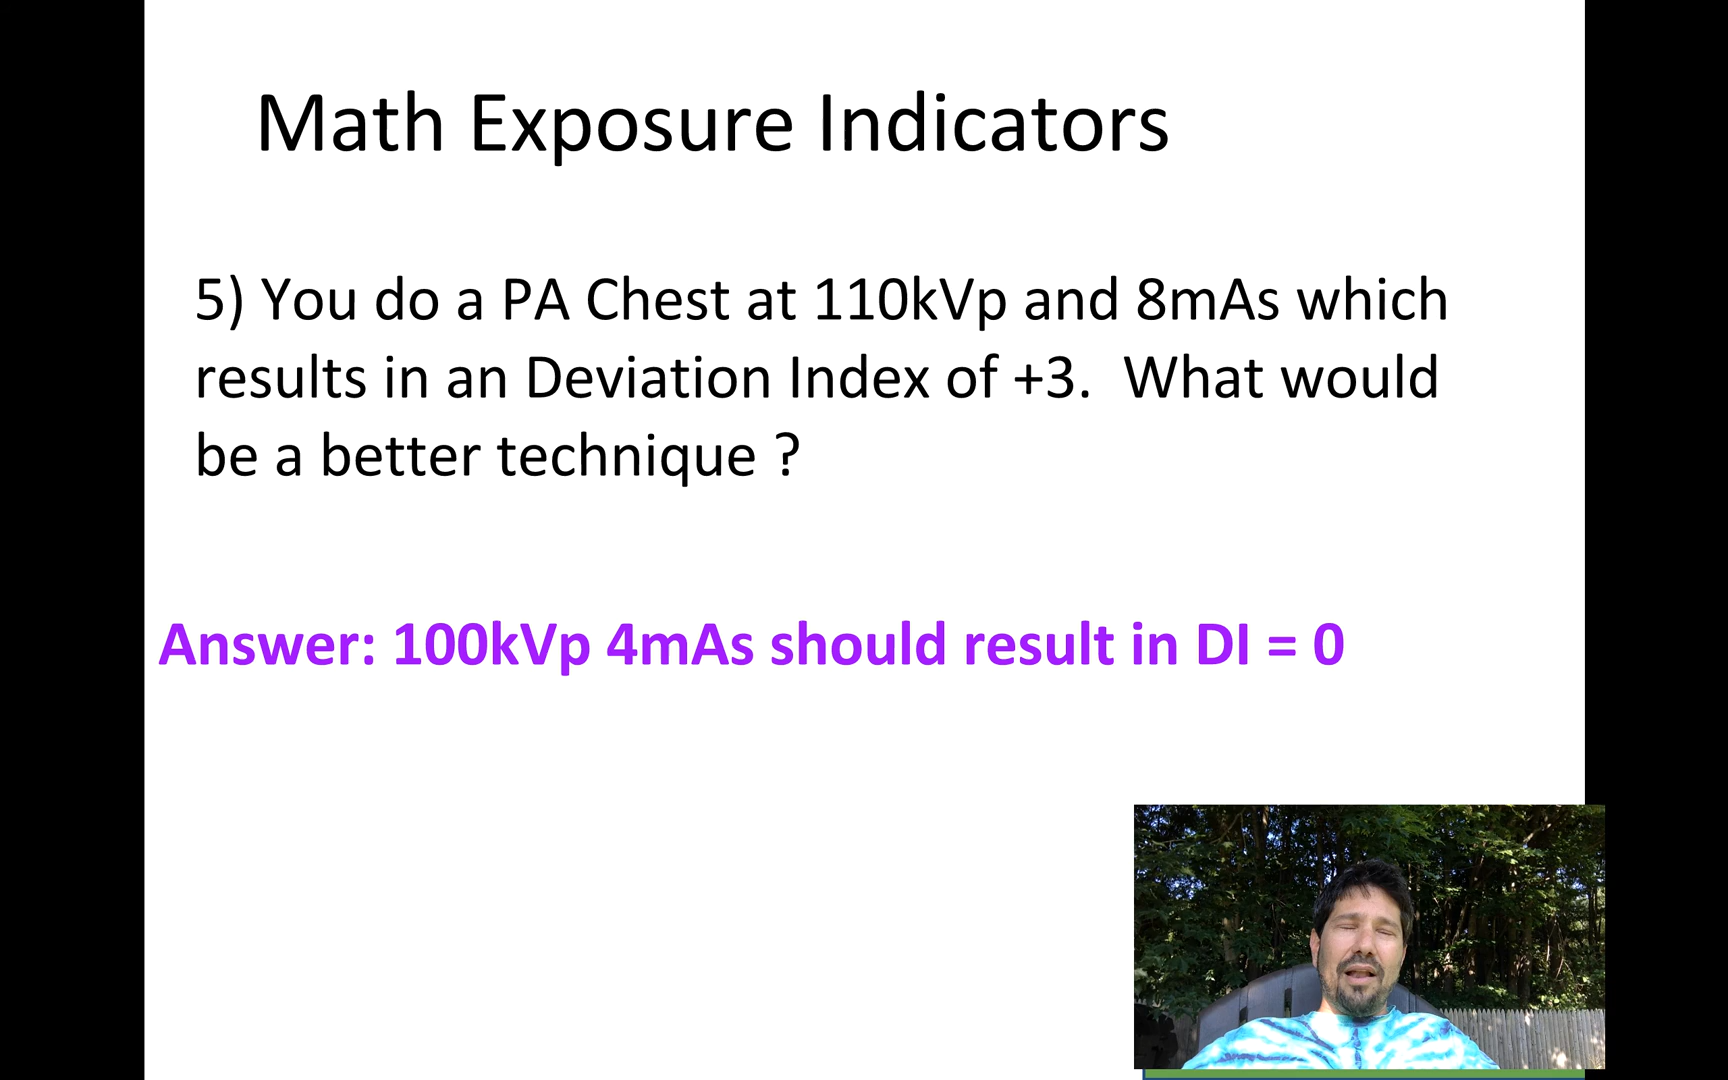 Math Exposure Indicators
5) You do a PA Chest at 110kVp and 8mAs which
results in an Deviation Index of +3.  What would
be a better technique ?
Answer: 100kVp 4mAs should result in DI = 0